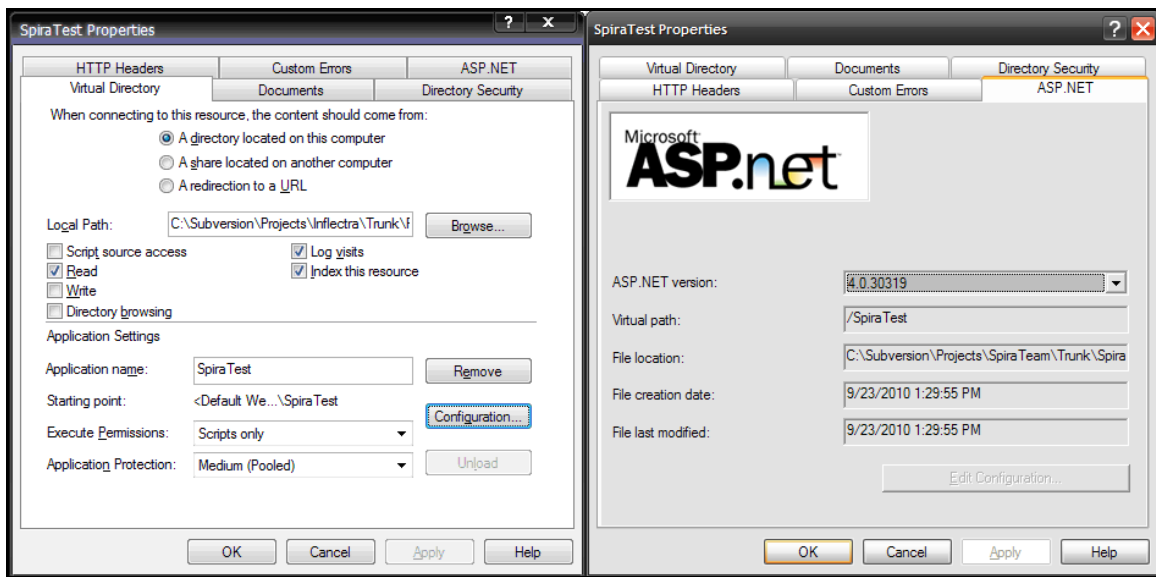 SpiraTest Properties
? X
HTTP Headers Custom Errors ASP.NET
Virtual Directory Documents Directory Security
When connecting to this resource, the content should come from:
A directory located on this computer
A share located on another computer
A redirection to a URL
Local Path: C:\Subversion\Projects\Inflectra\Trunk\F Browse...
Script source access Log visits
Read Index this resource
Write
Directory browsing
Application Settings
Application name: SpiraTest Remove
Starting point: <Default We...\SpiraTest
Configuration...
Execute Permissions: Scripts only
Application Protection: Medium (Pooled) Unload
OK Cancel Apply Help
SpiraTest Properties
? X
Virtual Directory Documents Directory Security
HTTP Headers Custom Errors ASP.NET
Microsoft
ASP.net
ASP.NET version: 4.0.30319
Virtual path: /SpiraTest
File location: C:\Subversion\Projects\SpiraTeam\Trunk\Spira
File creation date: 9/23/2010 1:29:55 PM
File last modified: 9/23/2010 1:29:55 PM
Edit Configuration...
OK Cancel Apply Help